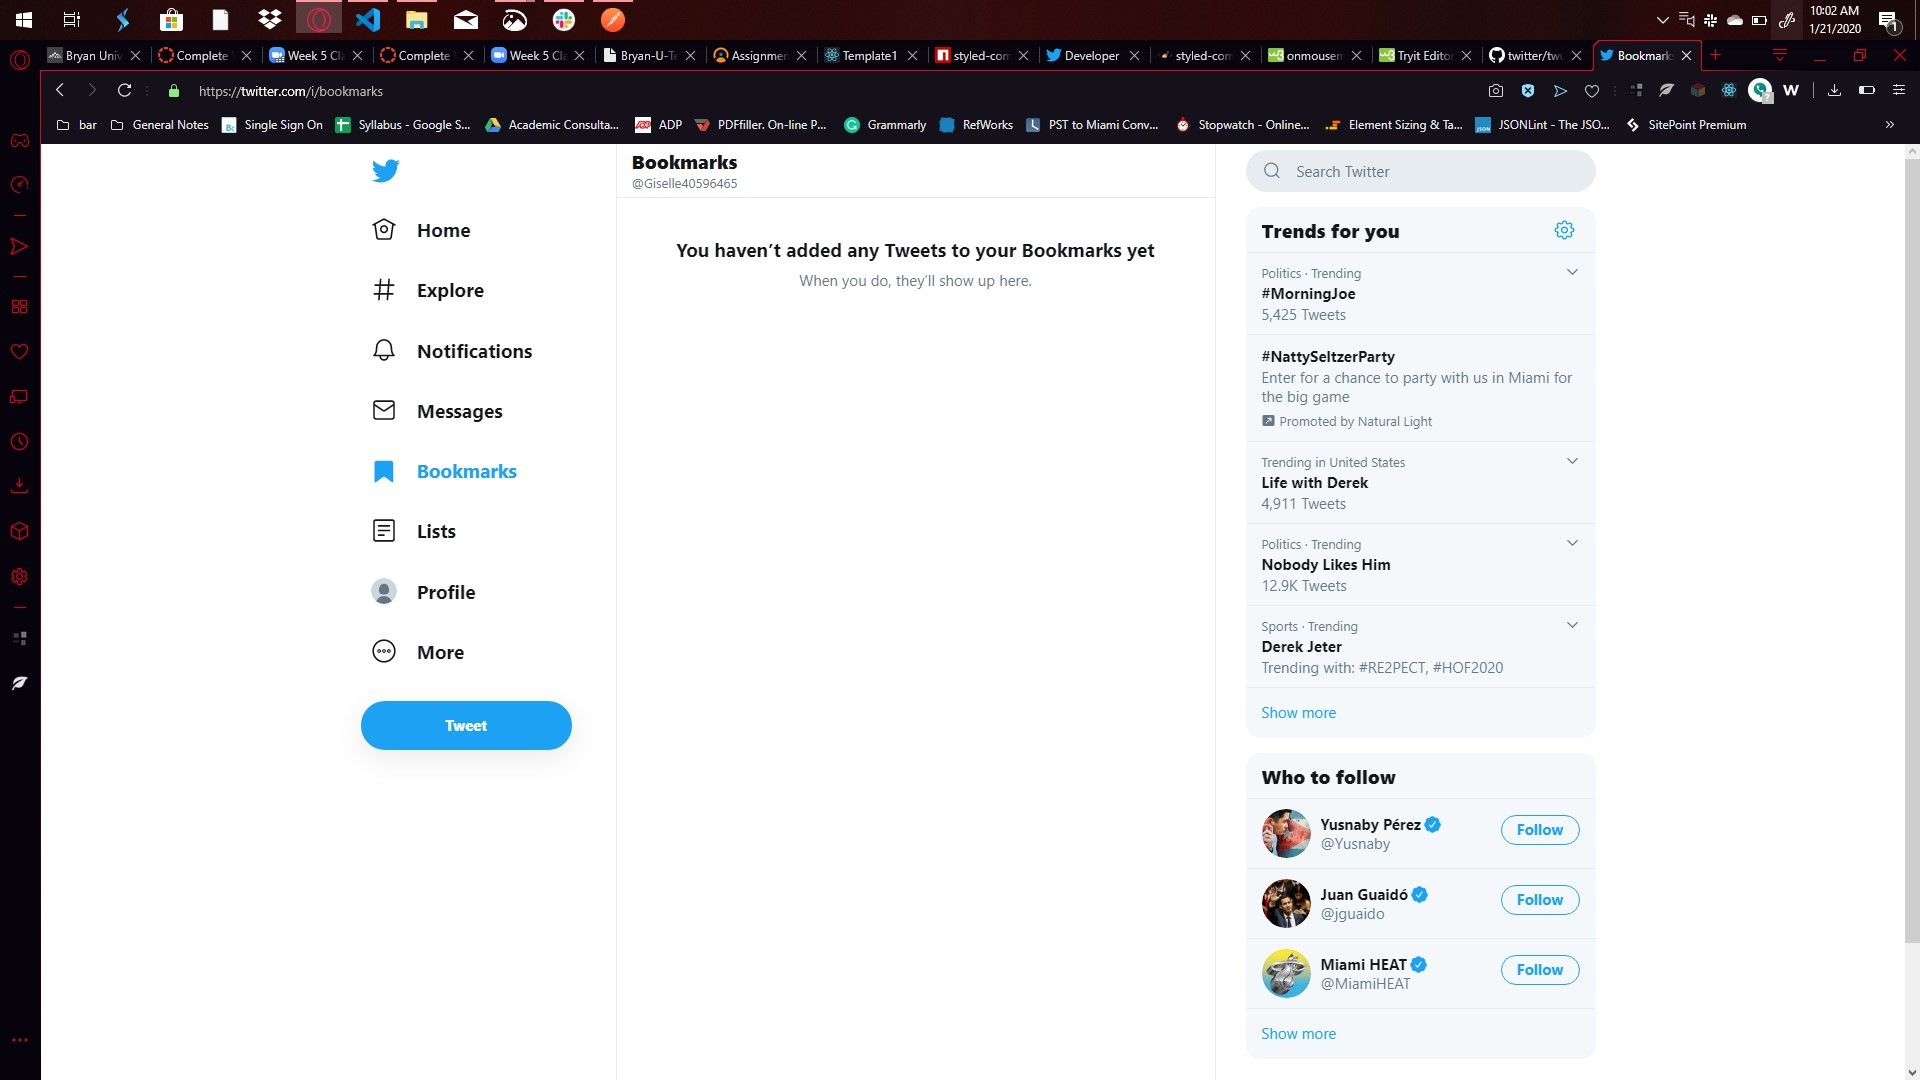 10:02 AM
1/21/2020
1
Bryan Univ
Complete
Week 5 Cla
Complete
Week 5 Cla
Bryan-U-Te
Assignmen
Template1
styled-com
Developer
styled-com
onmousem
Tryit Edito
twitter/tw
Bookmark
https://twitter.com/i/bookmarks
W
bar
General Notes
Single Sign On
Syllabus - Google S...
Academic Consulta...
ADP
PDFfiller. On-line P...
Grammarly
RefWorks
PST to Miami Conv...
Stopwatch - Online...
Element Sizing & Ta...
JSONLint - The JSO...
SitePoint Premium
Home
Explore
Notifications
Messages
Bookmarks
Lists
Profile
More
Tweet
Bookmarks
@Giselle40596465
You haven’t added any Tweets to your Bookmarks yet
When you do, they’ll show up here.
Search Twitter
Trends for you
Politics · Trending
#MorningJoe
5,425 Tweets
#NattySeltzerParty
Enter for a chance to party with us in Miami for
the big game
Promoted by Natural Light
Trending in United States
Life with Derek
4,911 Tweets
Politics · Trending
Nobody Likes Him
12.9K Tweets
Sports · Trending
Derek Jeter
Trending with: #RE2PECT, #HOF2020
Show more
Who to follow
Yusnaby Pérez
@Yusnaby
Follow
Juan Guaidó
@jguaido
Follow
Miami HEAT
@MiamiHEAT
Follow
Show more